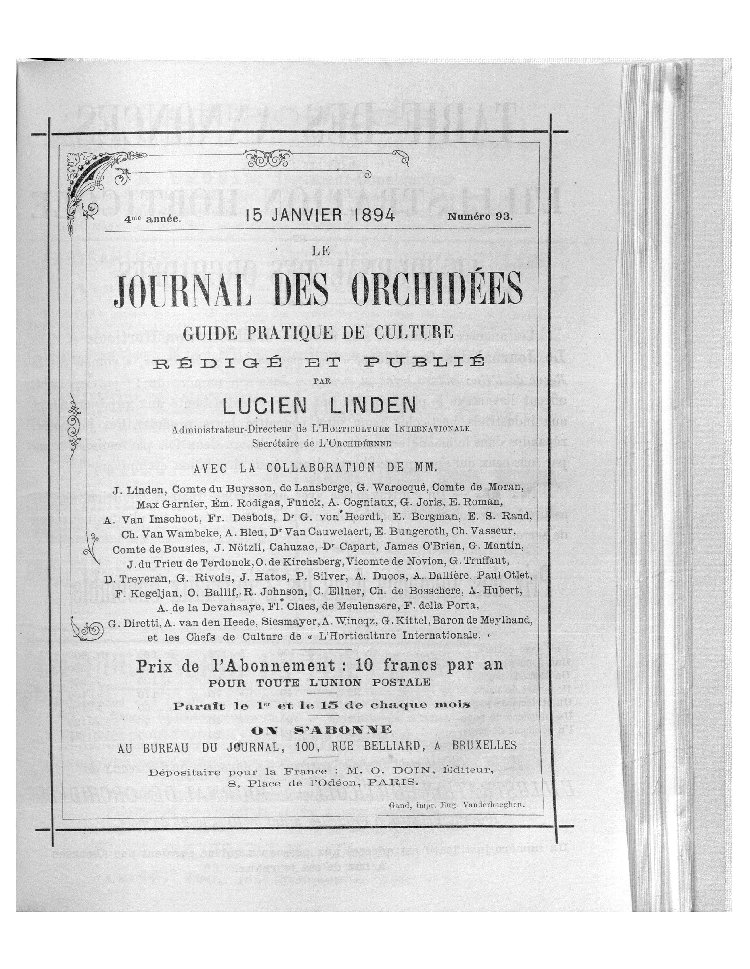 4me année.
15 JANVIER 1894
Numéro 93.
LE
JOURNAL DES ORCHIDÉES
GUIDE PRATIQUE DE CULTURE
RÉDIGÉ ET PUBLIÉ
PAR
LUCIEN LINDEN
Administrateur-Directeur de L'HORTICULTURE INTERNATIONALE
Secrétaire de L'ORCHIDÉENNE
AVEC LA COLLABORATION DE MM.
J. Linden, Comte du Buysson, de Lansberge, G. Warocqué, Comte de Moran,
Max Garnier, Ém. Rodigas, Funck, A. Cogniaux, G. Joris, E. Roman,
A. Van Imschoot, Fr. Desbois, Dr G. von Heerdt, E. Bergman, E. S. Rand,
Ch. Van Wambeke, A. Bleu, Dr Van Cauwelaert, E. Bungeroth, Ch. Vasseur,
Comte de Bousies, J. Nötzli, Cahuzac, Dr Capart, James O'Brien, G. Mantin,
J. du Trieu de Terdonck, O. de Kirchsberg, Vicomte de Novion, G. Truffaut,
D. Treyeran, G. Rivois, J. Hatos, P. Silver, A. Ducos, A. Dallière, Paul Otlet,
F. Kegeljan, O. Ballif, R. Johnson, C. Ellner, Ch. de Bosschere, A. Hubert,
A. de la Devansaye, Fl. Claes, de Meulenaere, F. della Porta,
G. Diretti, A. van den Heede, Siesmayer, A. Wincqz, G. Kittel, Baron de Meylhand,
et les Chefs de Culture de « L'Horticulture Internationale. »
Prix de l'Abonnement : 10 francs par an
POUR TOUTE L'UNION POSTALE
Paraît le 1er et le 15 de chaque mois
ON S'ABONNE
AU BUREAU DU JOURNAL, 100, RUE BELLIARD, A BRUXELLES
Dépositaire pour la France : M. O. DOIN, Éditeur,
8, Place de l'Odéon, PARIS.
Gand, impr. Eug. Vanderhaeghen.